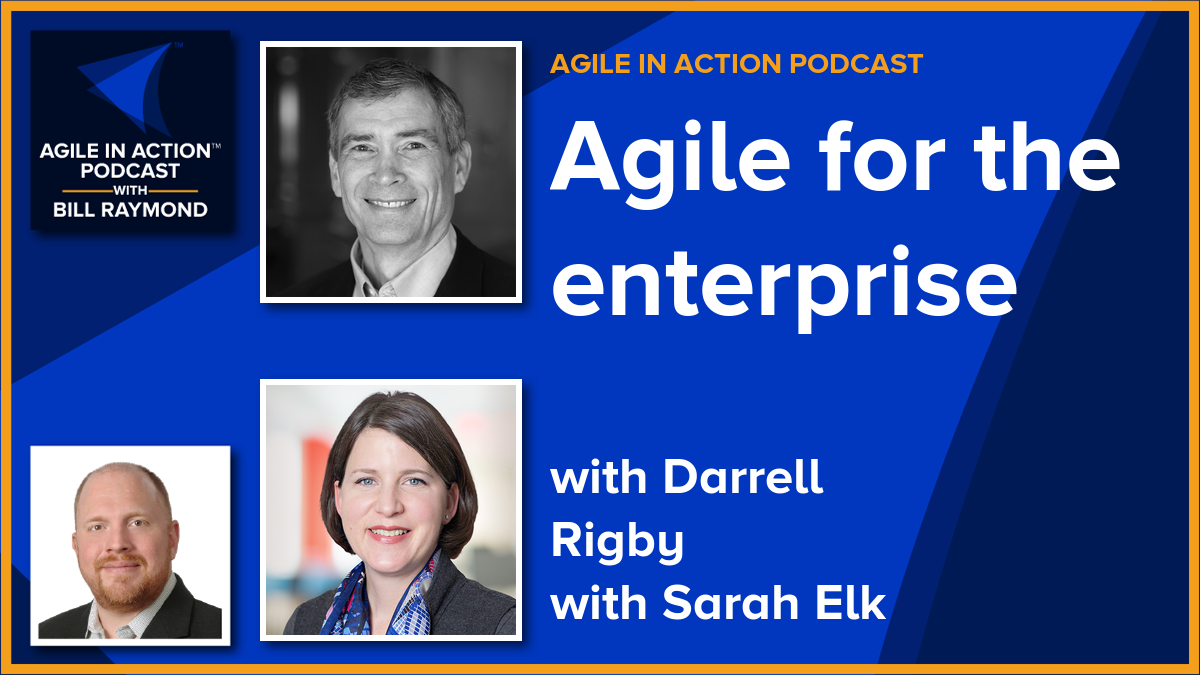 TM
AGILE IN ACTION™
PODCAST
WITH
BILL RAYMOND
AGILE IN ACTION PODCAST
Agile for the
enterprise
with Darrell
Rigby
with Sarah Elk